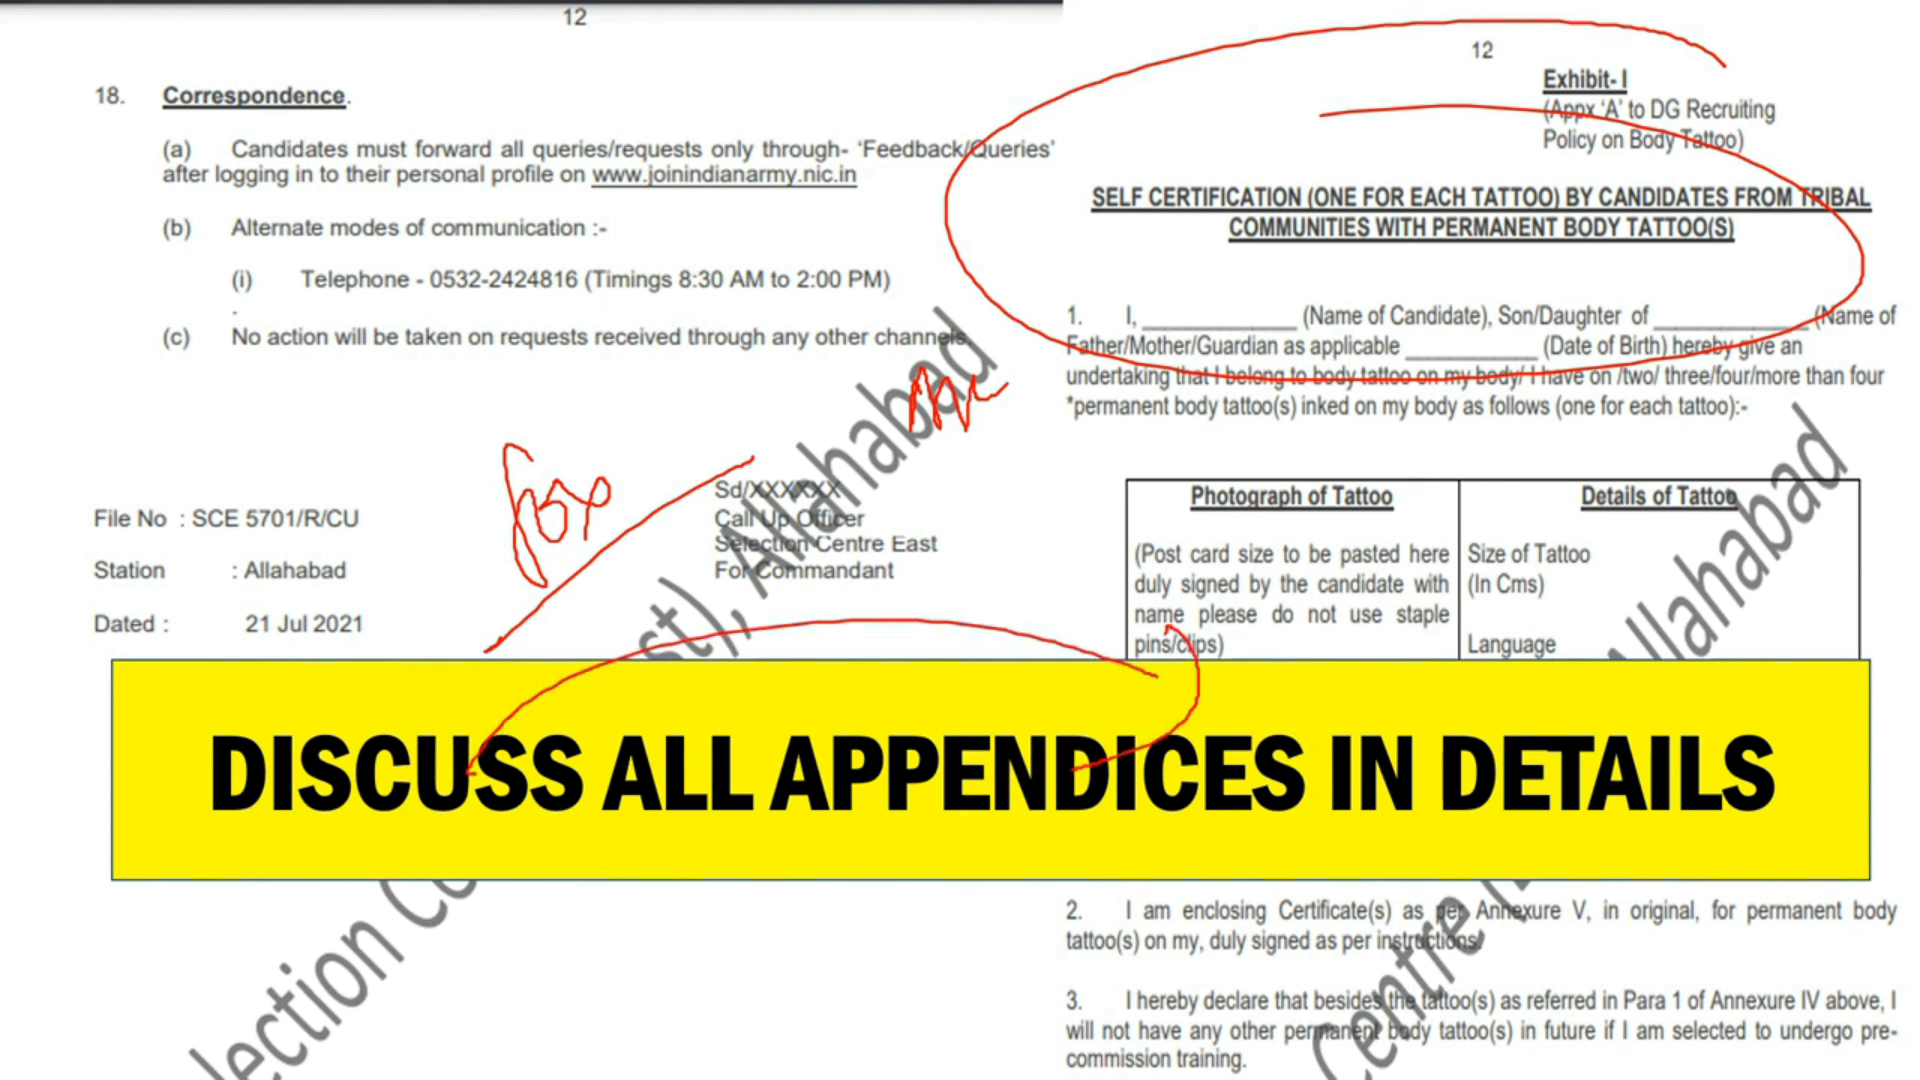 12
18. Correspondence.
(a) Candidates must forward all queries/requests only through- ‘Feedback/Queries’
after logging in to their personal profile on www.joinindianarmy.nic.in
(b) Alternate modes of communication :-
(i) Telephone - 0532-2424816 (Timings 8:30 AM to 2:00 PM)
.
(c) No action will be taken on requests received through any other channels.
for
Sd/XXXXXX
File No : SCE 5701/R/CU
Call Up Officer
Selection Centre East
Station : Allahabad
For Commandant
Dated : 21 Jul 2021
st), Allahabad
lection Ce
12
Exhibit- I
(Appx ‘A’ to DG Recruiting
Policy on Body Tattoo)
SELF CERTIFICATION (ONE FOR EACH TATTOO) BY CANDIDATES FROM TRIBAL
COMMUNITIES WITH PERMANENT BODY TATTOO(S)
1. I, ______________ (Name of Candidate), Son/Daughter of ______________ (Name of
Father/Mother/Guardian as applicable ____________ (Date of Birth) hereby give an
undertaking that I belong to body tattoo on my body/ I have on /two/ three/four/more than four
*permanent body tattoo(s) inked on my body as follows (one for each tattoo):-
Photograph of Tattoo
(Post card size to be pasted here
duly signed by the candidate with
name please do not use staple
pins/clips)
Details of Tattoo
Size of Tattoo
(In Cms)
Language
llahabad
DISCUSS ALL APPENDICES IN DETAILS
2. I am enclosing Certificate(s) as per Annexure V, in original, for permanent body
tattoo(s) on my, duly signed as per instructions.
3. I hereby declare that besides the tattoo(s) as referred in Para 1 of Annexure IV above, I
will not have any other permanent body tattoo(s) in future if I am selected to undergo pre-
commission training.
Centre